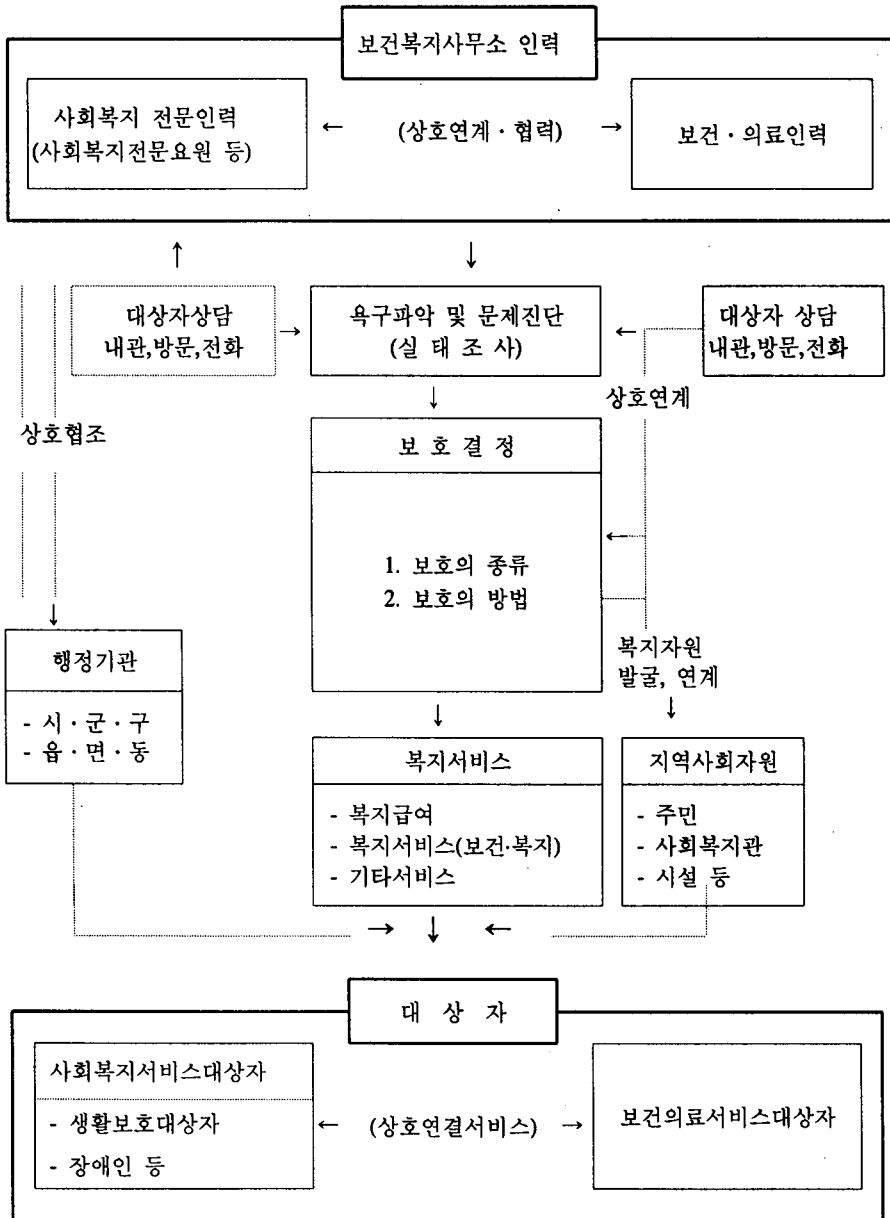 보건복지사무소 인력
사회복지 전문인력
(사회복지전문요원 등)
← (상호연계·협력) →
보건·의료인력
↑ ↓
대상자상담
내관,방문,전화
→
욕구파악 및 문제진단
(실 태조사)
←
대상자 상담
내관,방문,전화
상호협조
↓
상호연계
보 호 결 정
1. 보호의 종류
2. 보호의 방법
←
복지자원
발굴, 연계
↓
행정기관
- 시·군·구
- 읍·면·동
↓
↓
복지서비스
- 복지급여
- 복지서비스(보건·복지)
- 기타서비스
지역사회자원
- 주민
- 사회복지관
- 시설 등
→ ↓ ←
대 상 자
사회복지서비스대상자
- 생활보호대상자
- 장애인 등
← (상호연결서비스) →
보건의료서비스대상자